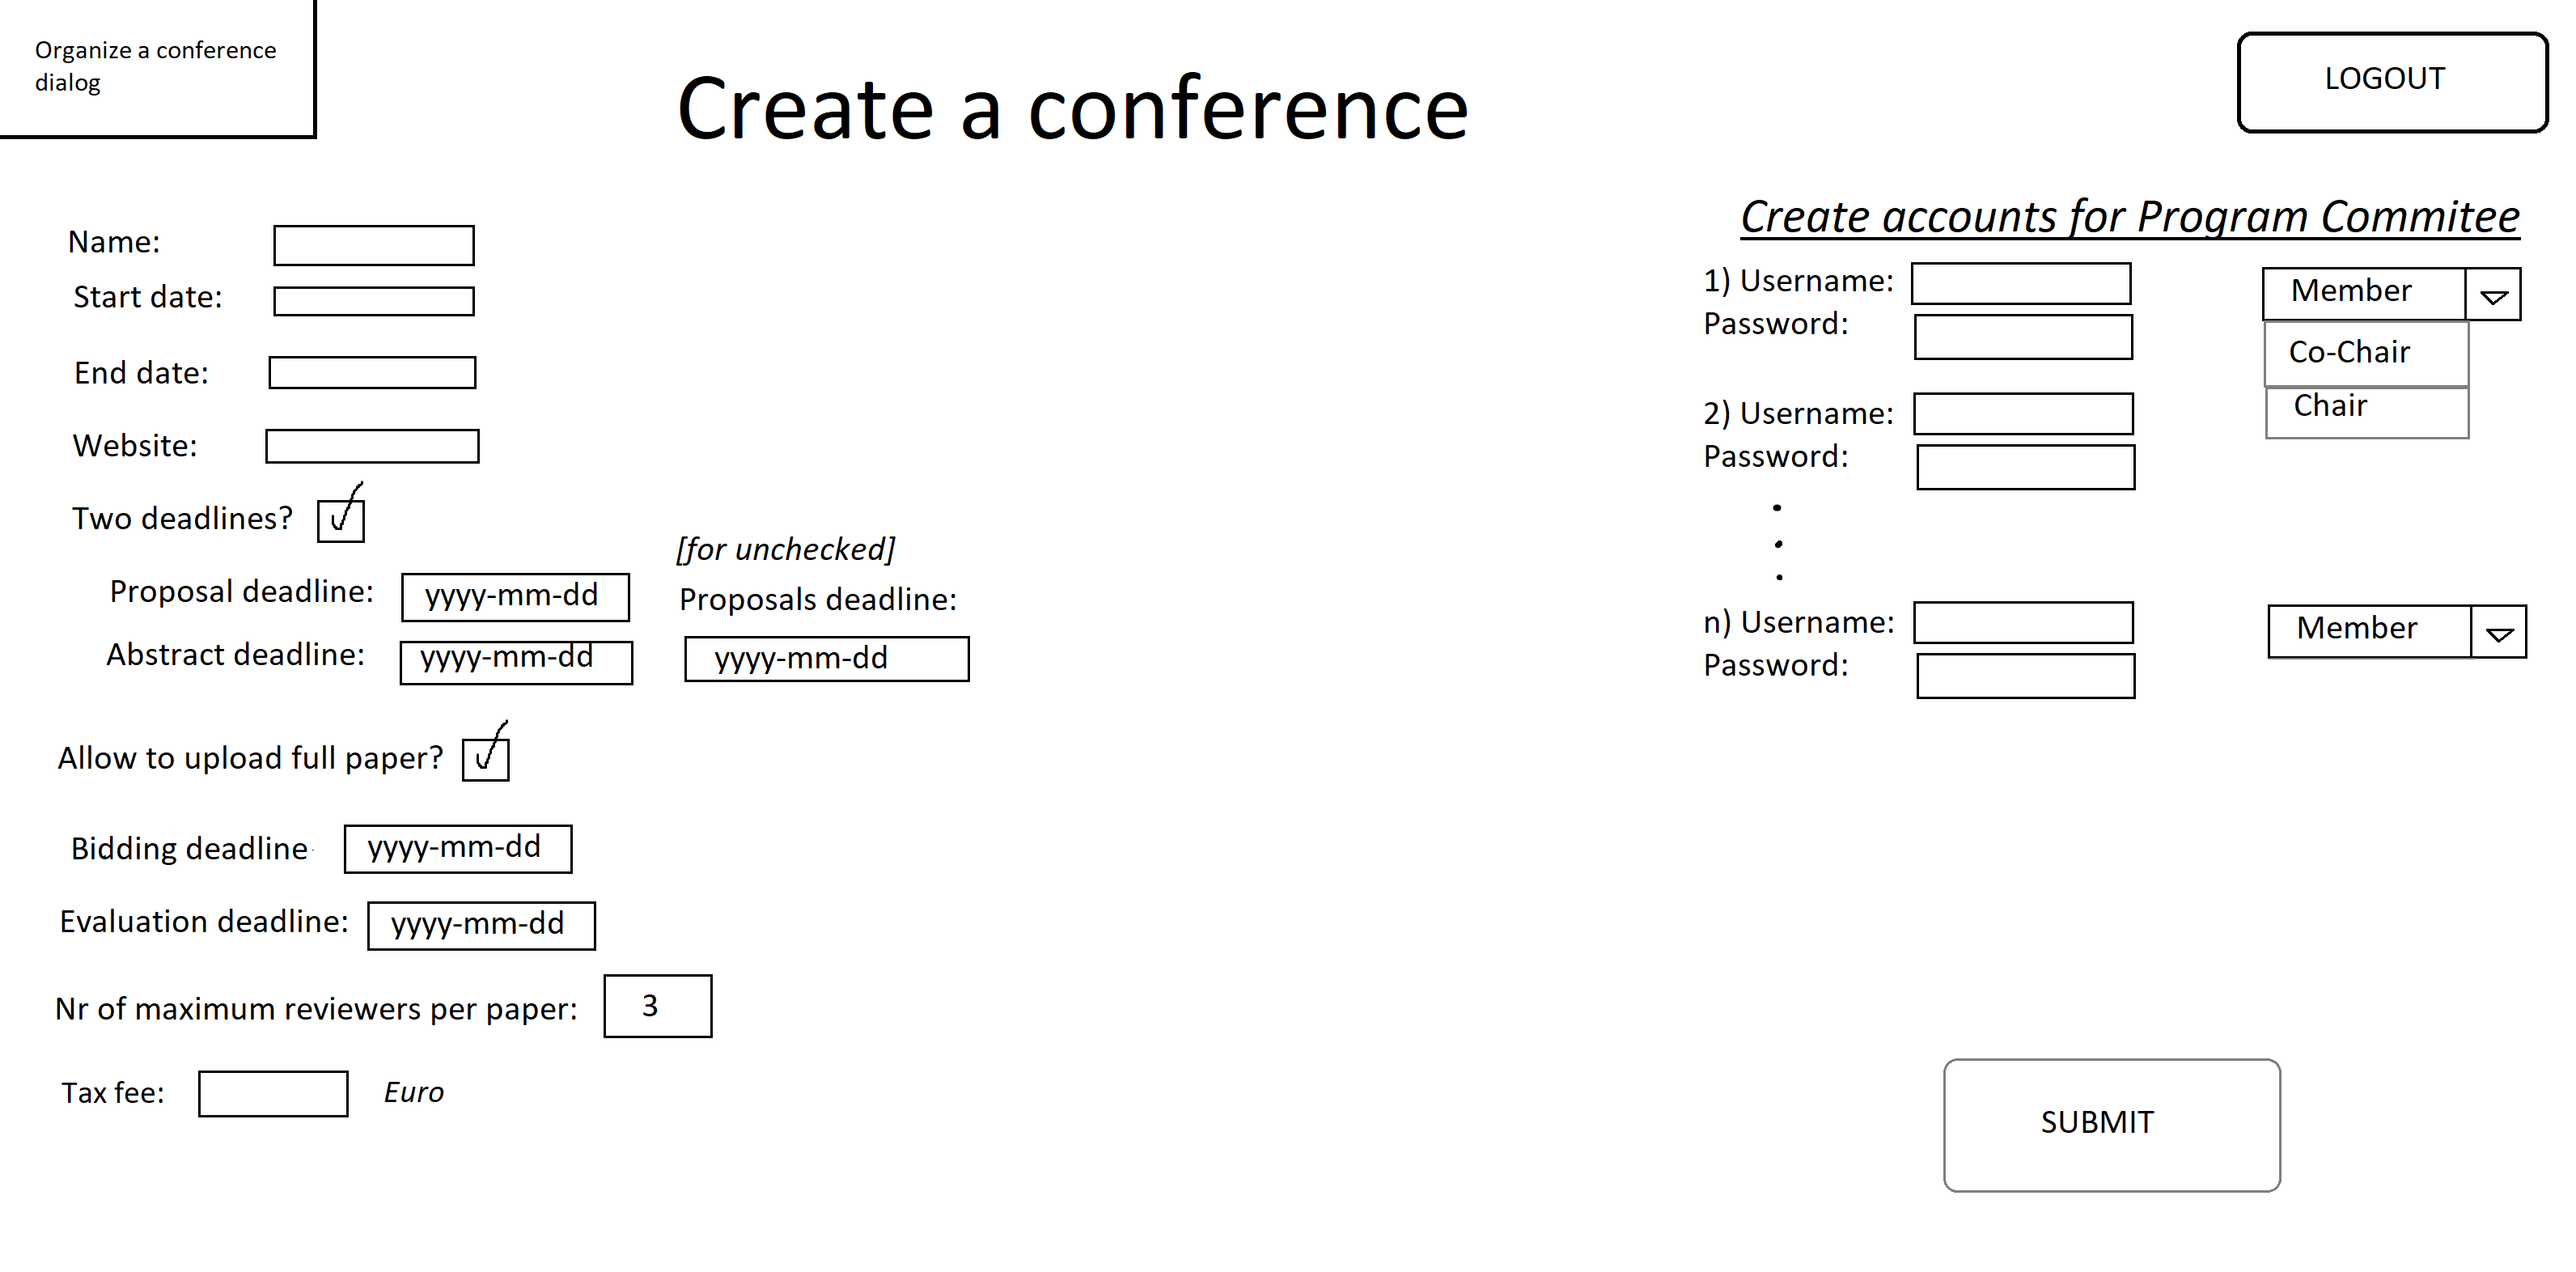 Organize a conference
dialog
Create a conference
LOGOUT
Name:
Start date:
End date:
Website:
Two deadlines?
[for unchecked]
Proposal deadline: yyyy-mm-dd
Proposals deadline:
Abstract deadline: yyyy-mm-dd
yyyy-mm-dd
Allow to upload full paper?
Bidding deadline yyyy-mm-dd
Evaluation deadline: yyyy-mm-dd
Nr of maximum reviewers per paper: 3
Tax fee: Euro
Create accounts for Program Commitee
1) Username:
Member
Password:
Co-Chair
Chair
2) Username:
Password:
n) Username:
Member
Password:
SUBMIT